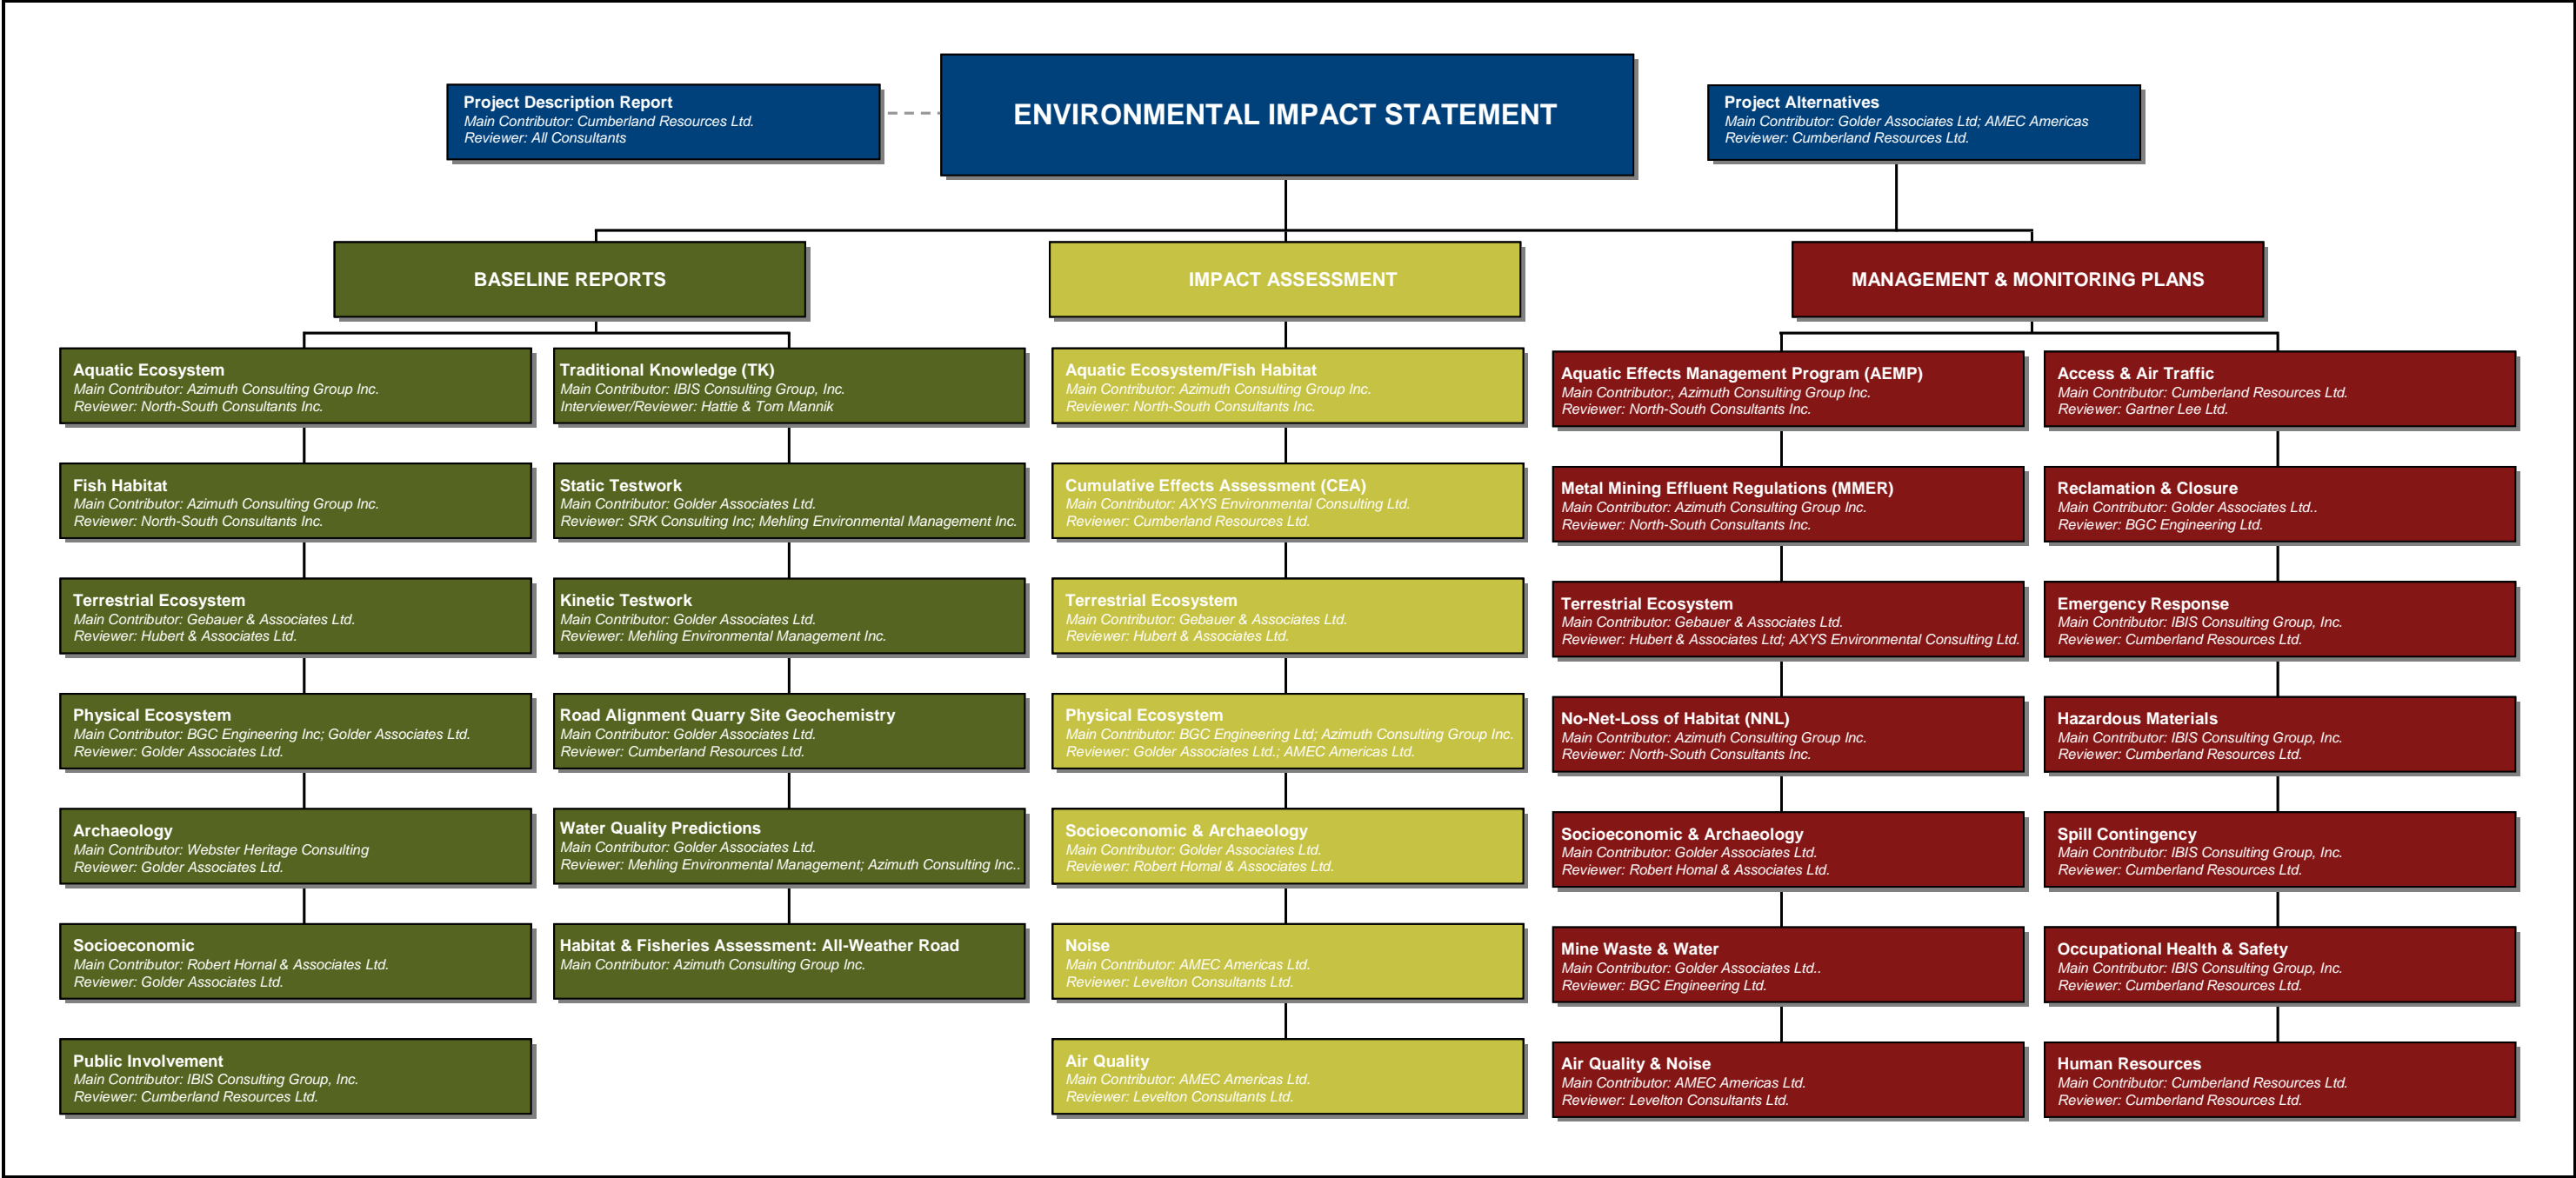 ENVIRONMENTAL IMPACT STATEMENT
Project Description Report
Main Contributor: Cumberland Resources Ltd.
Reviewer: All Consultants
Project Alternatives
Main Contributor: Golder Associates Ltd; AMEC Americas
Reviewer: Cumberland Resources Ltd.
BASELINE REPORTS
Aquatic Ecosystem
Main Contributor: Azimuth Consulting Group Inc.
Reviewer: North-South Consultants Inc.
Fish Habitat
Main Contributor: Azimuth Consulting Group Inc.
Reviewer: North-South Consultants Inc.
Terrestrial Ecosystem
Main Contributor: Gebauer & Associates Ltd.
Reviewer: Hubert & Associates Ltd.
Physical Ecosystem
Main Contributor: BGC Engineering Inc; Golder Associates Ltd.
Reviewer: Golder Associates Ltd.
Archaeology
Main Contributor: Webster Heritage Consulting
Reviewer: Golder Associates Ltd.
Socioeconomic
Main Contributor: Robert Hornal & Associates Ltd.
Reviewer: Golder Associates Ltd.
Public Involvement
Main Contributor: IBIS Consulting Group, Inc.
Reviewer: Cumberland Resources Ltd.
Traditional Knowledge (TK)
Main Contributor: IBIS Consulting Group, Inc.
Interviewer/Reviewer: Hattie & Tom Mannik
Static Testwork
Main Contributor: Golder Associates Ltd.
Reviewer: SRK Consulting Inc; Mehling Environmental Management Inc.
Kinetic Testwork
Main Contributor: Golder Associates Ltd.
Reviewer: Mehling Environmental Management Inc.
Road Alignment Quarry Site Geochemistry
Main Contributor: Golder Associates Ltd.
Reviewer: Cumberland Resources Ltd.
Water Quality Predictions
Main Contributor: Golder Associates Ltd.
Reviewer: Mehling Environmental Management; Azimuth Consulting Inc..
Habitat & Fisheries Assessment: All-Weather Road
Main Contributor: Azimuth Consulting Group Inc.
IMPACT ASSESSMENT
Aquatic Ecosystem/Fish Habitat
Main Contributor: Azimuth Consulting Group Inc.
Reviewer: North-South Consultants Inc.
Cumulative Effects Assessment (CEA)
Main Contributor: AXYS Environmental Consulting Ltd.
Reviewer: Cumberland Resources Ltd.
Terrestrial Ecosystem
Main Contributor: Gebauer & Associates Ltd.
Reviewer: Hubert & Associates Ltd.
Physical Ecosystem
Main Contributor: BGC Engineering Ltd; Azimuth Consulting Group Inc.
Reviewer: Golder Associates Ltd.; AMEC Americas Ltd.
Socioeconomic & Archaeology
Main Contributor: Golder Associates Ltd.
Reviewer: Robert Hornal & Associates Ltd.
Noise
Main Contributor: AMEC Americas Ltd.
Reviewer: Levelton Consultants Ltd.
Air Quality
Main Contributor: AMEC Americas Ltd.
Reviewer: Levelton Consultants Ltd.
MANAGEMENT & MONITORING PLANS
Aquatic Effects Management Program (AEMP)
Main Contributor:, Azimuth Consulting Group Inc.
Reviewer: North-South Consultants Inc.
Metal Mining Effluent Regulations (MMER)
Main Contributor: Azimuth Consulting Group Inc.
Reviewer: North-South Consultants Inc.
Terrestrial Ecosystem
Main Contributor: Gebauer & Associates Ltd.
Reviewer: Hubert & Associates Ltd; AXYS Environmental Consulting Ltd.
No-Net-Loss of Habitat (NNL)
Main Contributor: Azimuth Consulting Group Inc.
Reviewer: North-South Consultants Inc.
Socioeconomic & Archaeology
Main Contributor: Golder Associates Ltd.
Reviewer: Robert Hornal & Associates Ltd.
Mine Waste & Water
Main Contributor: Golder Associates Ltd..
Reviewer: BGC Engineering Ltd.
Air Quality & Noise
Main Contributor: AMEC Americas Ltd.
Reviewer: Levelton Consultants Ltd.
Access & Air Traffic
Main Contributor: Cumberland Resources Ltd.
Reviewer: Gartner Lee Ltd.
Reclamation & Closure
Main Contributor: Golder Associates Ltd..
Reviewer: BGC Engineering Ltd.
Emergency Response
Main Contributor: IBIS Consulting Group, Inc.
Reviewer: Cumberland Resources Ltd.
Hazardous Materials
Main Contributor: IBIS Consulting Group, Inc.
Reviewer: Cumberland Resources Ltd.
Spill Contingency
Main Contributor: IBIS Consulting Group, Inc.
Reviewer: Cumberland Resources Ltd.
Occupational Health & Safety
Main Contributor: IBIS Consulting Group, Inc.
Reviewer: Cumberland Resources Ltd.
Human Resources
Main Contributor: Cumberland Resources Ltd.
Reviewer: Cumberland Resources Ltd.